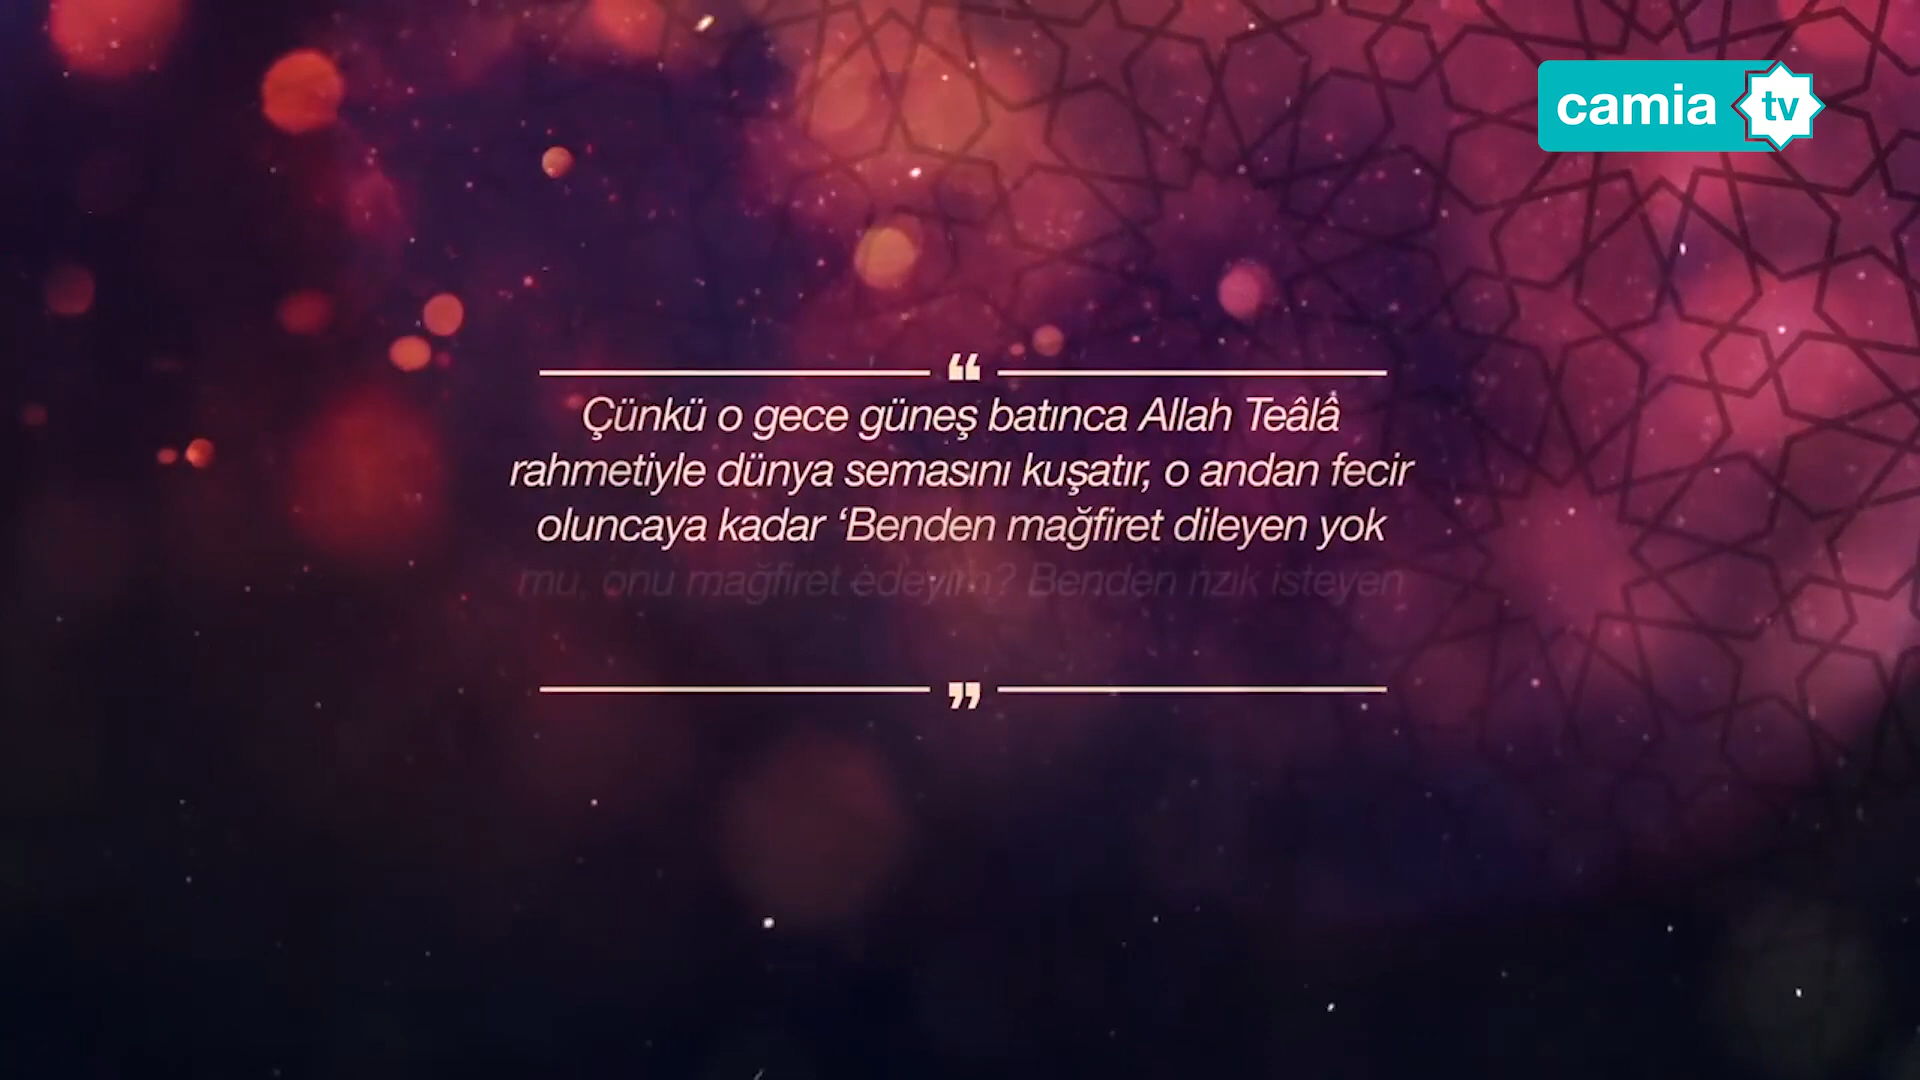 camia tv
“
Çünkü o gece güneş batınca Allah Teâlâ
rahmetiyle dünya semasını kuşatır, o andan fecir
oluncaya kadar ‘Benden mağfiret dileyen yok
mu, onu mağfiret edeyim? Benden rızık isteyen
”